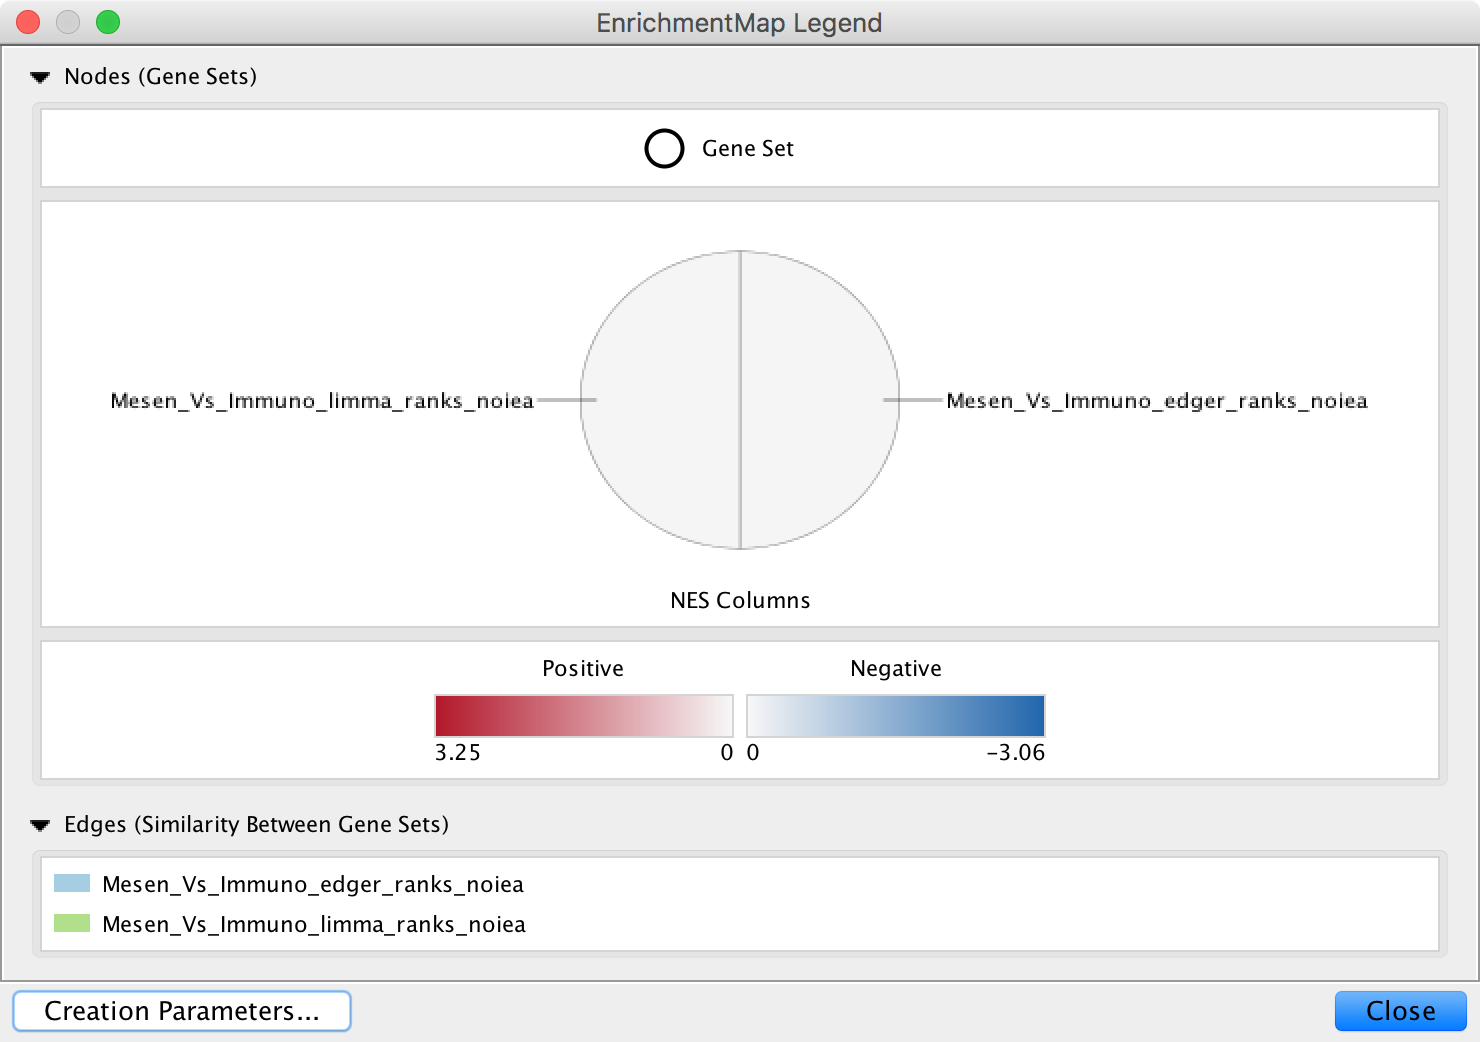 EnrichmentMap Legend
Nodes (Gene Sets)
Gene Set
Mesen_Vs_Immuno_limma_ranks_noiea
Mesen_Vs_Immuno_edger_ranks_noiea
NES Columns
Positive Negative
3.25 0 0 −3.06
Edges (Similarity Between Gene Sets)
Mesen_Vs_Immuno_edger_ranks_noiea
Mesen_Vs_Immuno_limma_ranks_noiea
Creation Parameters...
Close